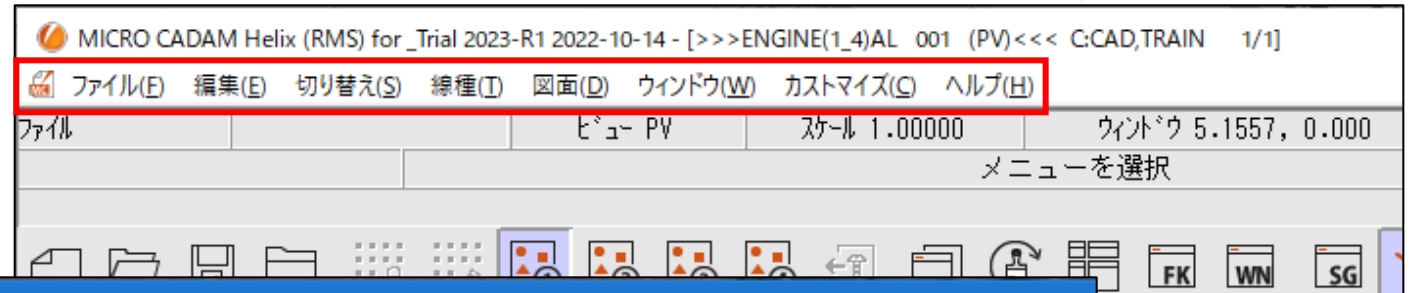 MICRO CADAM Helix (RMS) for _Trial 2023-R1 2022-10-14 - [>>>ENGINE(1_4)AL 001 (PV)<<< C:CAD,TRAIN 1/1]
ファイル(F) 編集(E) 切り替え(S) 線種(T) 図面(D) ウィンドウ(W) カスタマイズ(C) ヘルプ(H)
ファイル ビュー PV スケール 1.00000 ウィンドウ 5.1557, 0.000
メニューを選択
FK WN SG